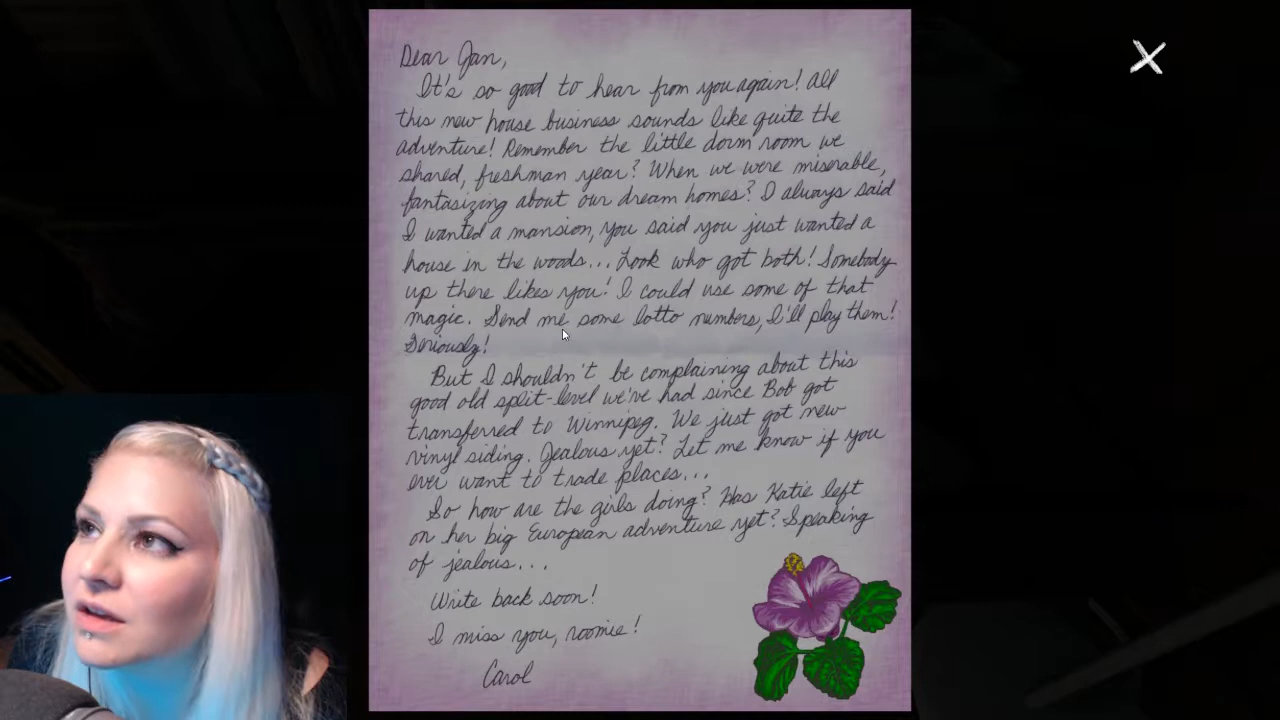 Dear Jan,
It's so good to hear from you again! All
this new house business sounds like quite the
adventure! Remember the little dorm room we
shared, freshman year? When we were miserable,
fantasizing about our dream homes? I always said
I wanted a mansion, you said you just wanted a
house in the woods... Look who got both! Somebody
up there likes you! I could use some of that
magic. Send me some lotto numbers, I'll play them!
Seriously!
But I shouldn't be complaining about this
good old split-level we've had since Bob got
transferred to Winnipeg. We just got new
vinyl siding. Jealous yet? Let me know if you
ever want to trade places...
So how are the girls doing? Has Katie left
on her big European adventure yet? Speaking
of jealous...
Write back soon!
I miss you, roomie!
Carol